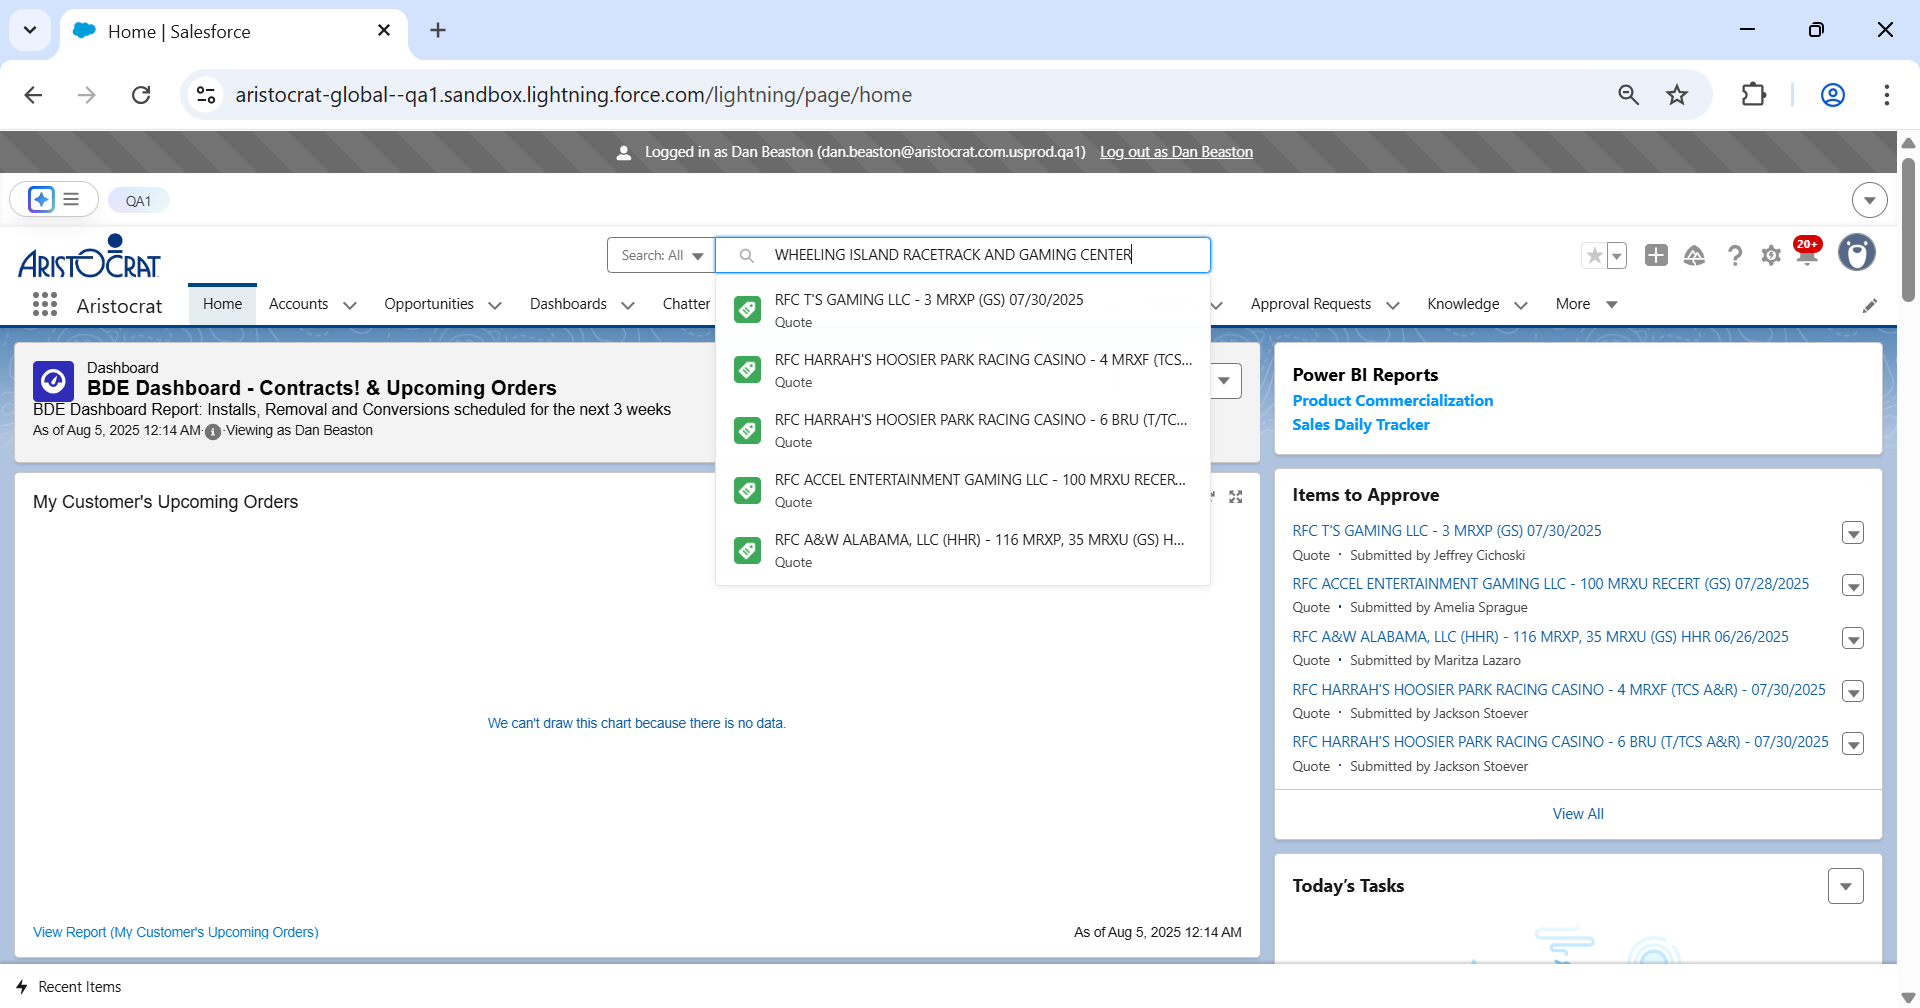 Home | Salesforce
aristocrat-global--qa1.sandbox.lightning.force.com/lightning/page/home
Logged in as Dan Beaston (dan.beaston@aristocrat.com.usprod.qa1) Log out as Dan Beaston
QA1
ARISTOCRAT
Search: All
WHEELING ISLAND RACETRACK AND GAMING CENTER
20+
Aristocrat
Home
Accounts
Opportunities
Dashboards
Chatter
Approval Requests
Knowledge
More
RFC T'S GAMING LLC - 3 MRXP (GS) 07/30/2025
Quote
RFC HARRAH'S HOOSIER PARK RACING CASINO - 4 MRXF (TCS...
Quote
RFC HARRAH'S HOOSIER PARK RACING CASINO - 6 BRU (T/TC...
Quote
RFC ACCEL ENTERTAINMENT GAMING LLC - 100 MRXU RECER...
Quote
RFC A&W ALABAMA, LLC (HHR) - 116 MRXP, 35 MRXU (GS) H...
Quote
Dashboard
BDE Dashboard - Contracts! & Upcoming Orders
BDE Dashboard Report: Installs, Removal and Conversions scheduled for the next 3 weeks
As of Aug 5, 2025 12:14 AM·Viewing as Dan Beaston
My Customer's Upcoming Orders
We can't draw this chart because there is no data.
View Report (My Customer's Upcoming Orders)
As of Aug 5, 2025 12:14 AM
Power BI Reports
Product Commercialization
Sales Daily Tracker
Items to Approve
RFC T'S GAMING LLC - 3 MRXP (GS) 07/30/2025
Quote • Submitted by Jeffrey Cichoski
RFC ACCEL ENTERTAINMENT GAMING LLC - 100 MRXU RECERT (GS) 07/28/2025
Quote • Submitted by Amelia Sprague
RFC A&W ALABAMA, LLC (HHR) - 116 MRXP, 35 MRXU (GS) HHR 06/26/2025
Quote • Submitted by Maritza Lazaro
RFC HARRAH'S HOOSIER PARK RACING CASINO - 4 MRXF (TCS A&R) - 07/30/2025
Quote • Submitted by Jackson Stoever
RFC HARRAH'S HOOSIER PARK RACING CASINO - 6 BRU (T/TCS A&R) - 07/30/2025
Quote • Submitted by Jackson Stoever
View All
Today's Tasks
Recent Items